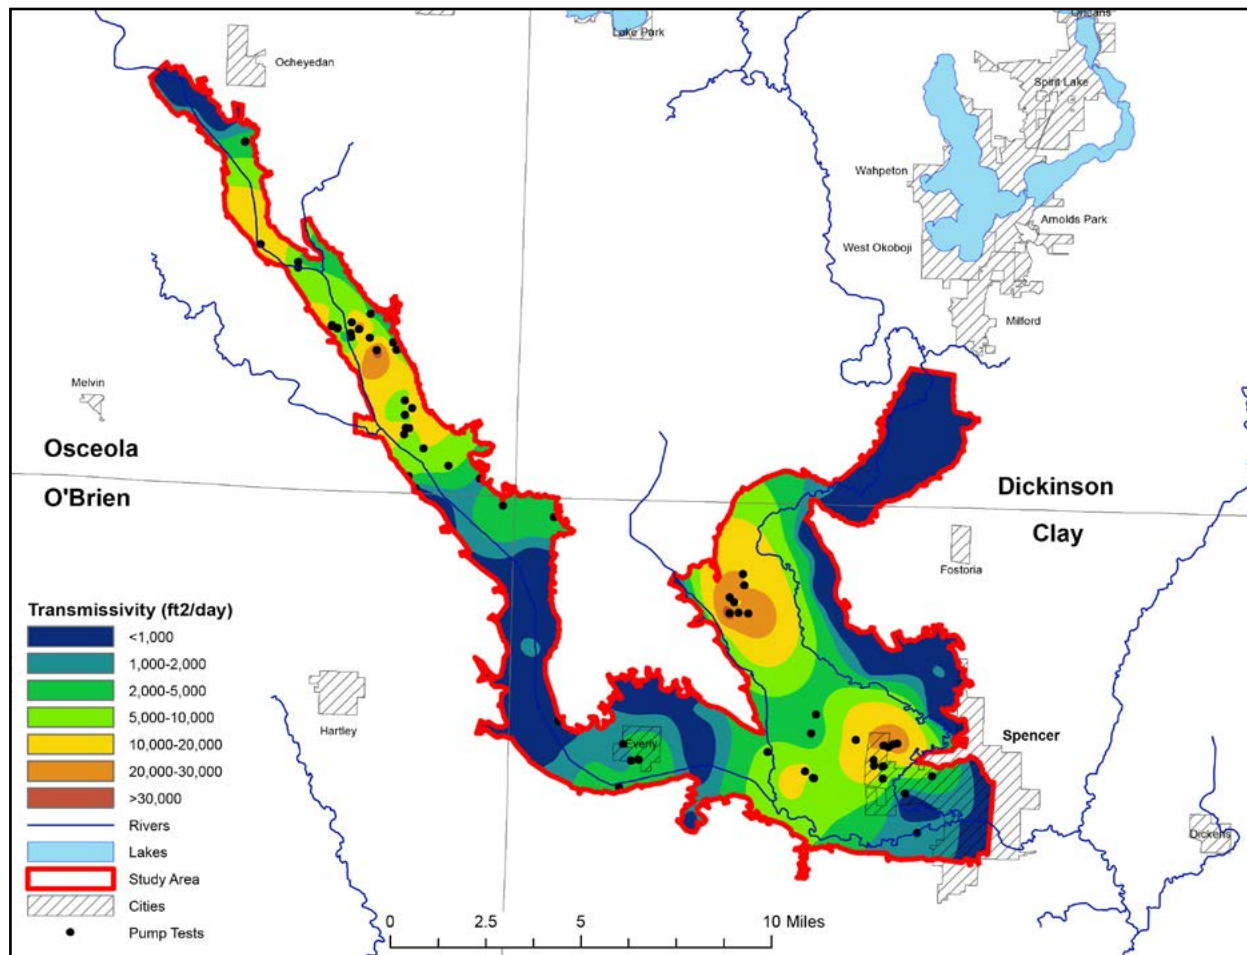 Orleans
Lake Park
Ocheyedan
Spirit Lake
Wahpeton
Arnolds Park
West Okoboji
Milford
Melvin
Osceola
O'Brien
Dickinson
Clay
Fostoria
Transmissivity (ft2/day)
<1,000
1,000-2,000
2,000-5,000
5,000-10,000
10,000-20,000
20,000-30,000
>30,000
Rivers
Lakes
Study Area
Cities
Pump Tests
Hartley
Everly
Spencer
Dickens
0 2.5 5 10 Miles